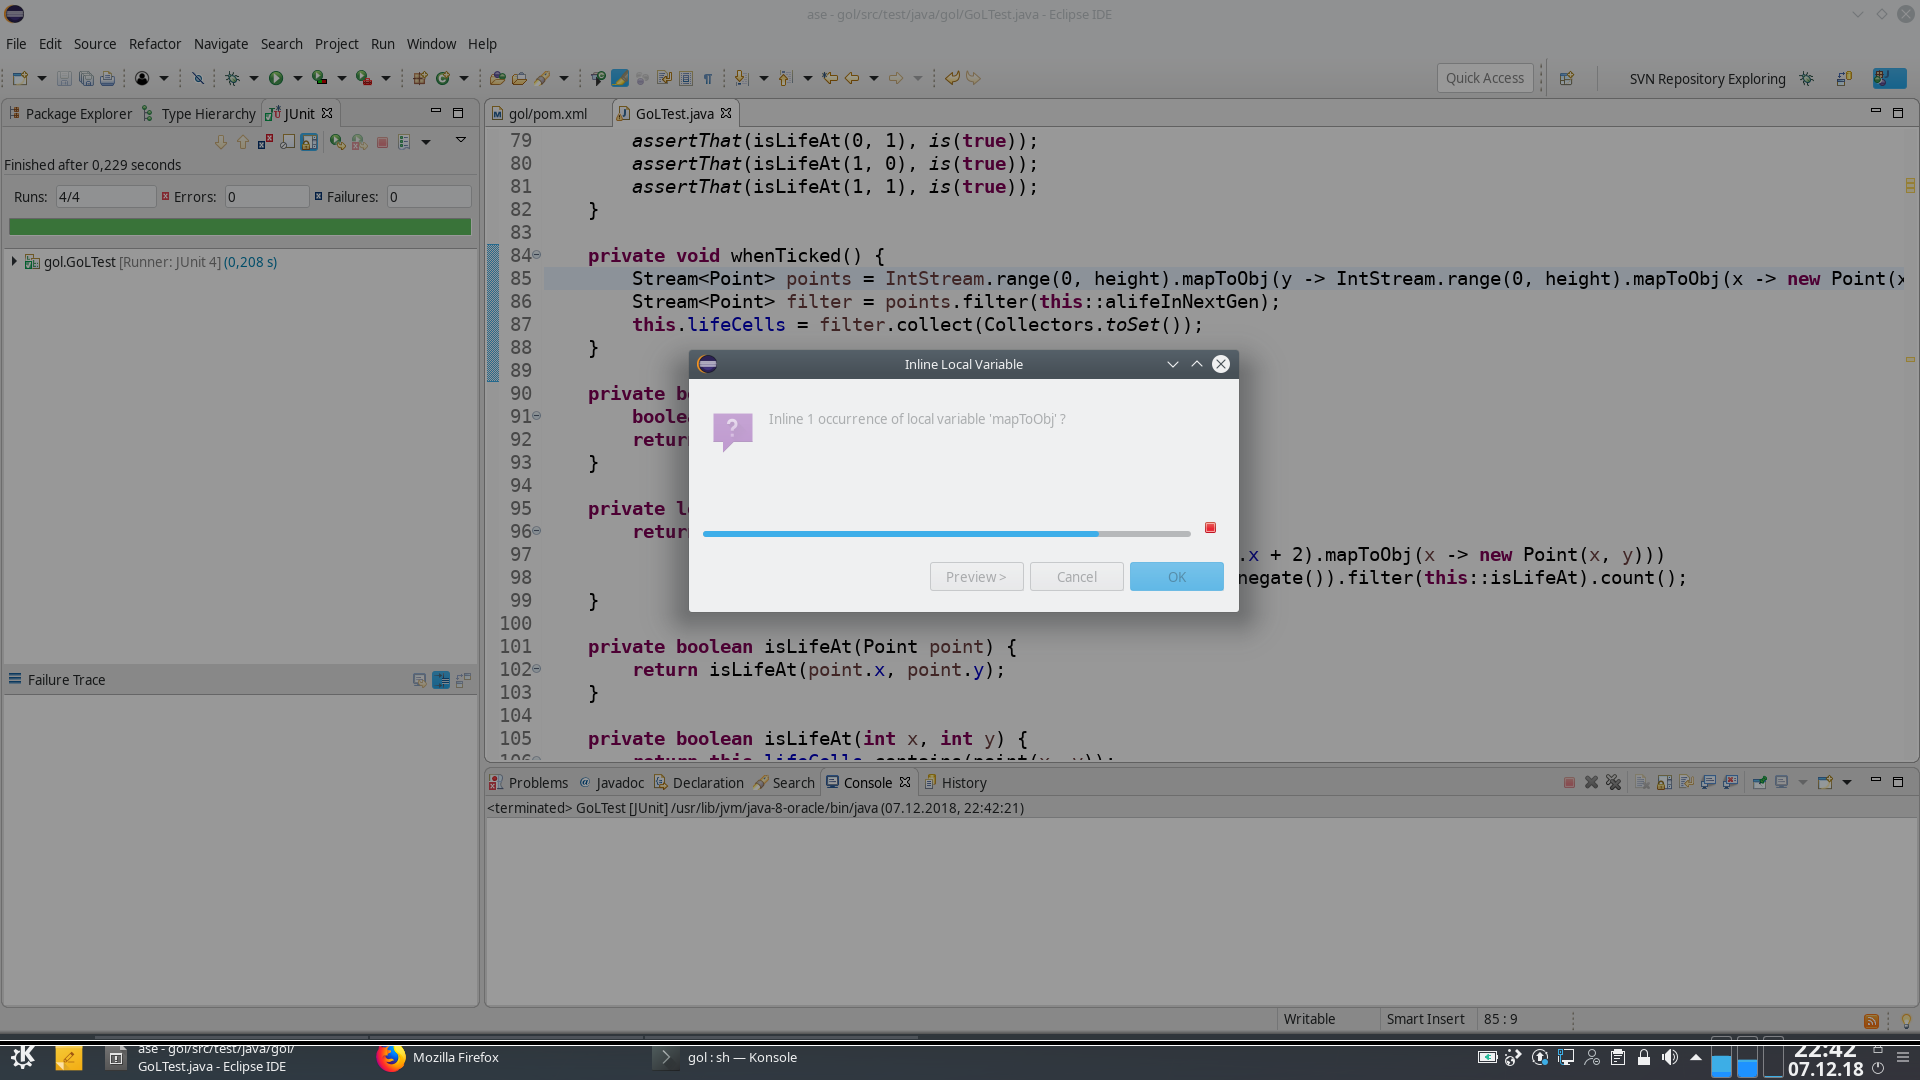 ase - gol/src/test/java/gol/GoLTest.java - Eclipse IDE
File Edit Source Refactor Navigate Search Project Run Window Help
Quick Access
SVN Repository Exploring
Package Explorer Type Hierarchy JUnit
Finished after 0,229 seconds
Runs: 4/4 Errors: 0 Failures: 0
gol.GoLTest [Runner: JUnit 4] (0,208 s)
Failure Trace
gol/pom.xml GoLTest.java
79 assertThat(isLifeAt(0, 1), is(true));
80 assertThat(isLifeAt(1, 0), is(true));
81 assertThat(isLifeAt(1, 1), is(true));
82 }
83
84 private void whenTicked() {
85 Stream<Point> points = IntStream.range(0, height).mapToObj(y -> IntStream.range(0, height).mapToObj(x -> new Point(x
86 Stream<Point> filter = points.filter(this::alifeInNextGen);
87 this.lifeCells = filter.collect(Collectors.toSet());
88 }
89
90 private b
91 boole
92 retur
93 }
94
95 private l
96 retur
97 .x + 2).mapToObj(x -> new Point(x, y)))
98 negate()).filter(this::isLifeAt).count();
99 }
100
101 private boolean isLifeAt(Point point) {
102 return isLifeAt(point.x, point.y);
103 }
104
105 private boolean isLifeAt(int x, int y) {
Inline Local Variable
Inline 1 occurrence of local variable 'mapToObj' ?
Preview > Cancel OK
Problems Javadoc Declaration Search Console History
<terminated> GoLTest [JUnit] /usr/lib/jvm/java-8-oracle/bin/java (07.12.2018, 22:42:21)
Writable Smart Insert 85 : 9
ase - gol/src/test/java/gol/
GoLTest.java - Eclipse IDE
Mozilla Firefox
gol : sh — Konsole
22:42
07.12.18